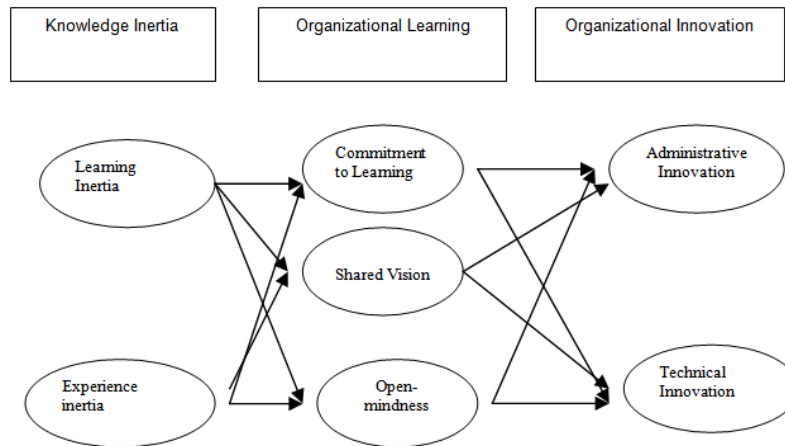 Knowledge Inertia
Organizational Learning
Organizational Innovation
Learning
Inertia
Commitment
to Learning
Administrative
Innovation
Shared Vision
Experience
inertia
Open-
mindness
Technical
Innovation